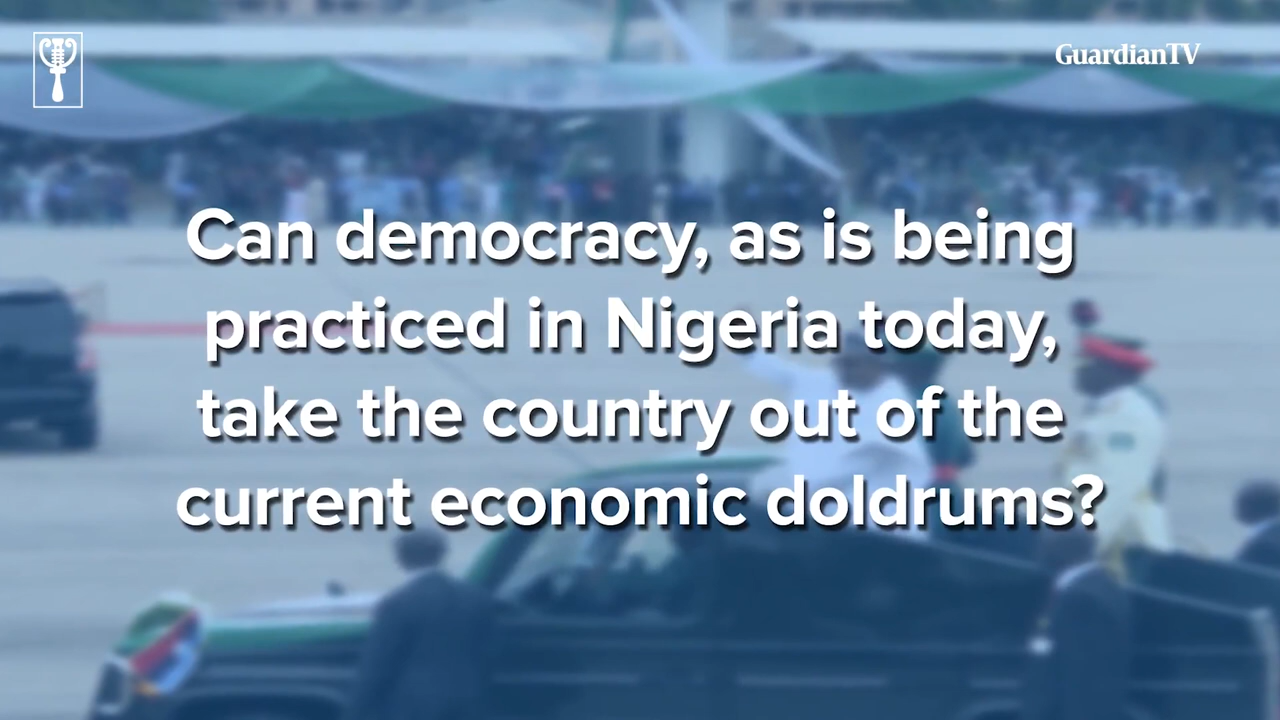 GuardianTV
Can democracy, as is being
practiced in Nigeria today,
take the country out of the
current economic doldrums?